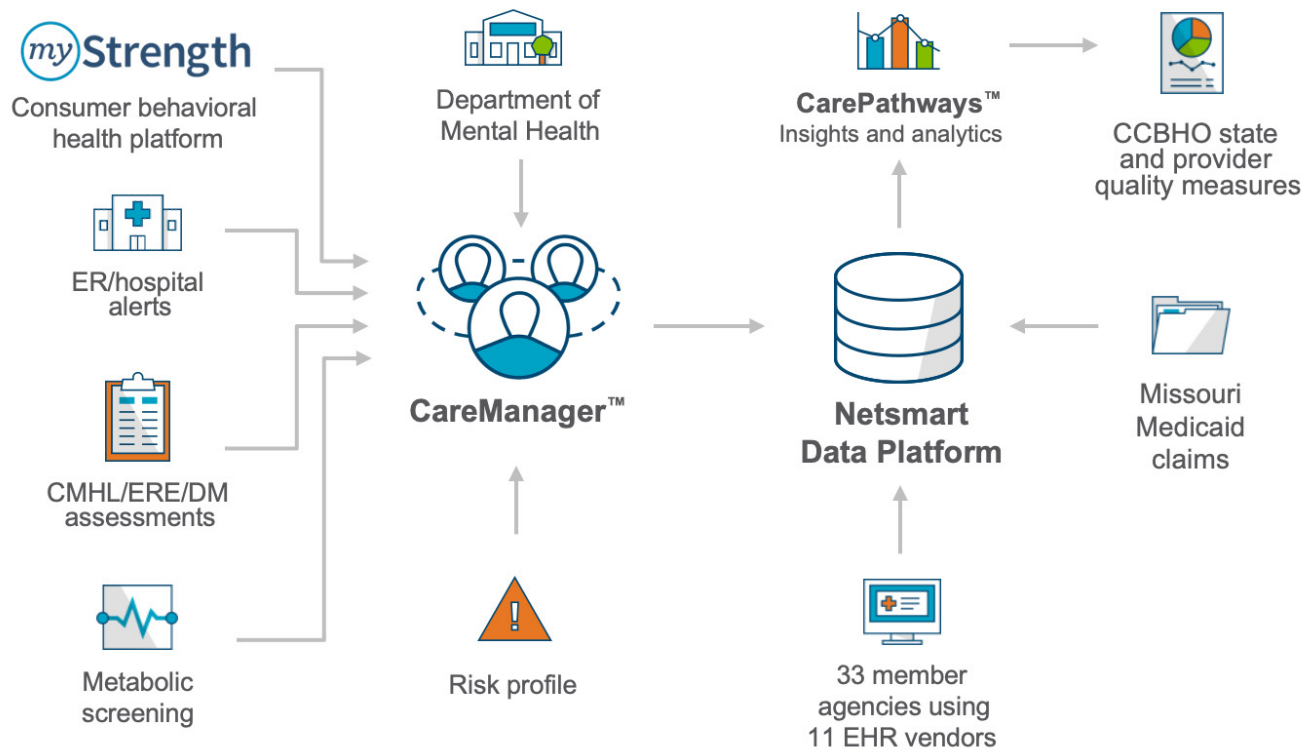 my Strength
Consumer behavioral
health platform
ER/hospital
alerts
CMHL/ERE/DM
assessments
Metabolic
screening
Department of
Mental Health
CareManager™
!
Risk profile
CarePathways™
Insights and analytics
Netsmart
Data Platform
33 member
agencies using
11 EHR vendors
CCBHO state
and provider
quality measures
Missouri
Medicaid
claims